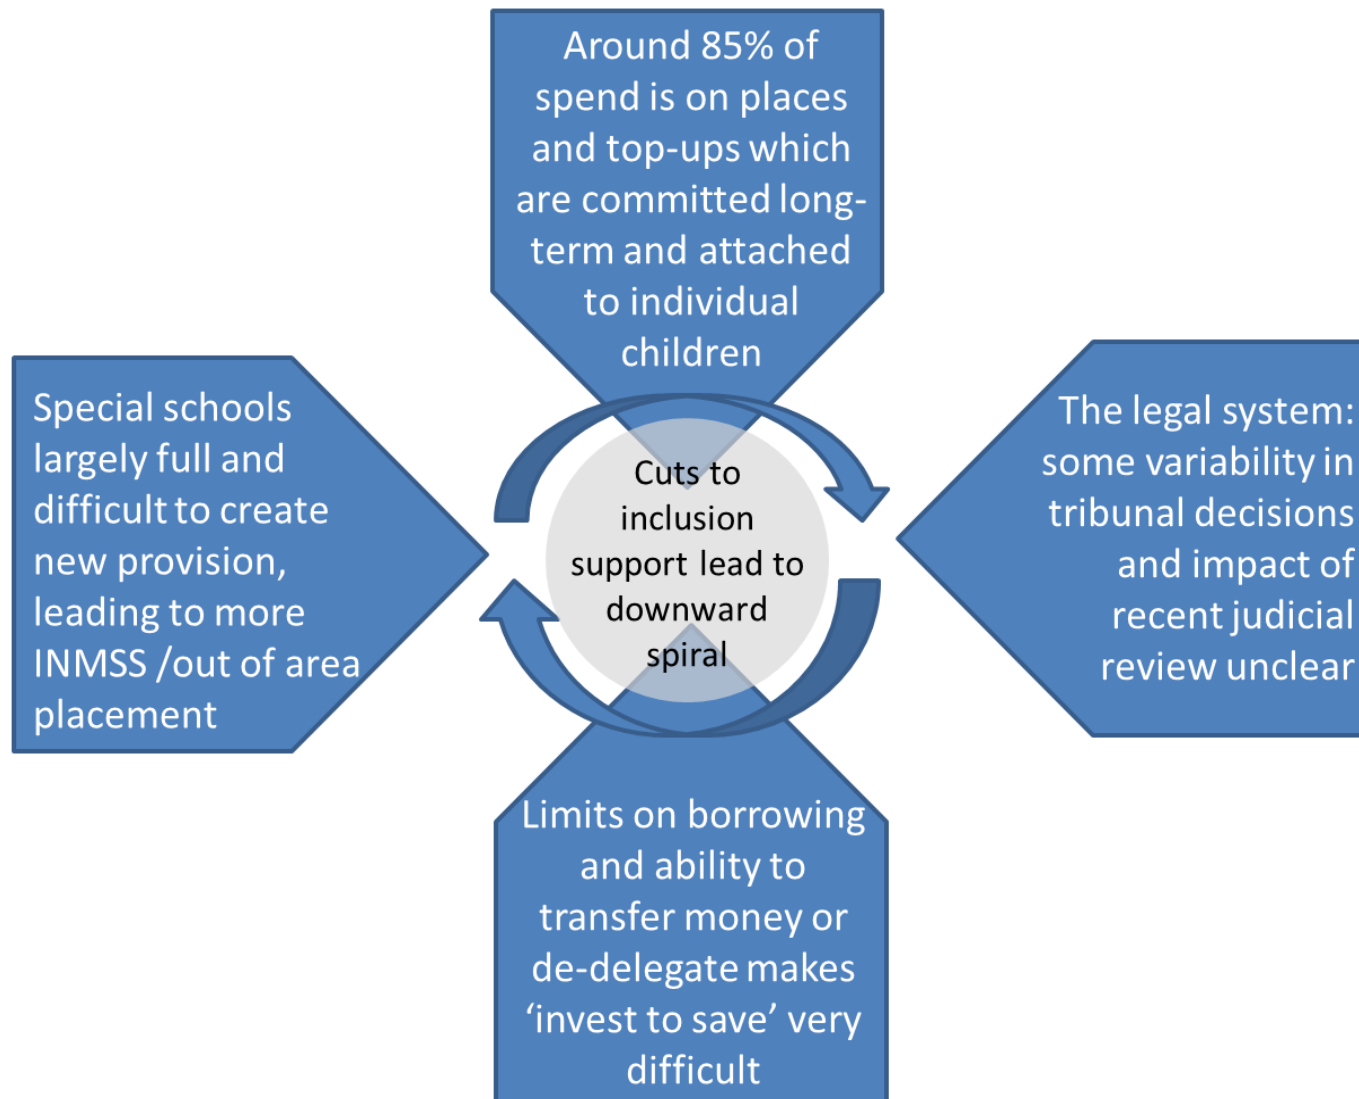 Around 85% of
spend is on places
and top-ups which
are committed long-
term and attached
to individual
children
Special schools
largely full and
difficult to create
new provision,
leading to more
INMSS /out of area
placement
Cuts to
inclusion
support lead to
downward
spiral
The legal system:
some variability in
tribunal decisions
and impact of
recent judicial
review unclear
Limits on borrowing
and ability to
transfer money or
de-delegate makes
‘invest to save’ very
difficult